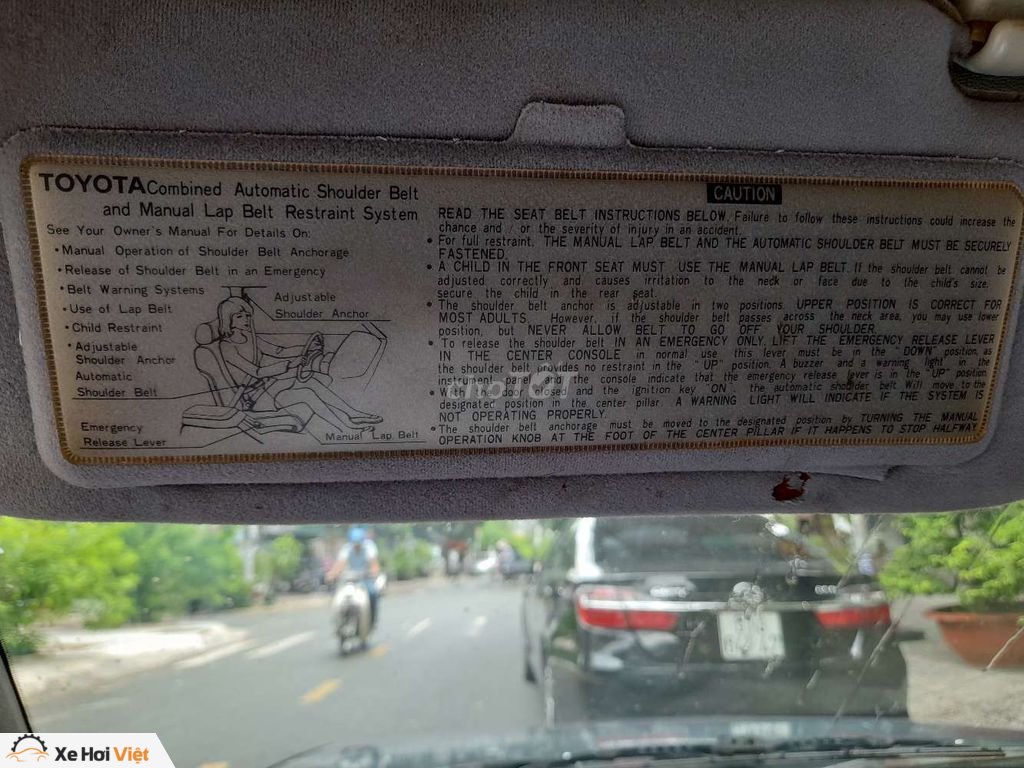 TOYOTA Combined Automatic Shoulder Belt
and Manual Lap Belt Restraint System
See Your Owner's Manual For Details On:
• Manual Operation of Shoulder Belt Anchorage
• Release of Shoulder Belt in an Emergency
• Belt Warning Systems
• Use of Lap Belt
• Child Restraint
• Adjustable
Shoulder Anchor
Automatic
Shoulder Belt
Emergency
Release Lever
Adjustable
Shoulder Anchor
Manual Lap Belt
CAUTION
READ THE SEAT BELT INSTRUCTIONS BELOW. Failure to follow these instructions could increase the
chance and / or the severity of injury in an accident.
• For full restraint, THE MANUAL LAP BELT AND THE AUTOMATIC SHOULDER BELT MUST BE SECURELY
FASTENED.
• A CHILD IN THE FRONT SEAT MUST USE THE MANUAL LAP BELT. If the shoulder belt cannot be
adjusted correctly and causes irritation to the neck or face due to the child's size,
secure the child in the rear seat.
• The shoulder belt anchor is adjustable in two positions. UPPER POSITION IS CORRECT FOR
MOST ADULTS. However, if the shoulder belt passes across the neck area, you may use lower
position, but NEVER ALLOW BELT TO GO OFF YOUR SHOULDER.
• To release the shoulder belt IN AN EMERGENCY ONLY, LIFT THE EMERGENCY RELEASE LEVER
IN THE CENTER CONSOLE in normal use this lever must be in the "DOWN" position, as
the shoulder belt provides no restraint in the "UP" position. A buzzer and a warning light in the
instrument panel or the console indicate that the emergency release lever is in the "UP" position.
• With the door closed and the ignition key "ON", the automatic shoulder belt Will move to the
designated position in the center pillar. A WARNING LIGHT WILL INDICATE IF THE SYSTEM IS
NOT OPERATING PROPERLY.
• The shoulder belt anchorage must be moved to the designated position by TURNING THE MANUAL
OPERATION KNOB AT THE FOOT OF THE CENTER PILLAR IF IT HAPPENS TO STOP HALFWAY.
Xe Hơi Việt